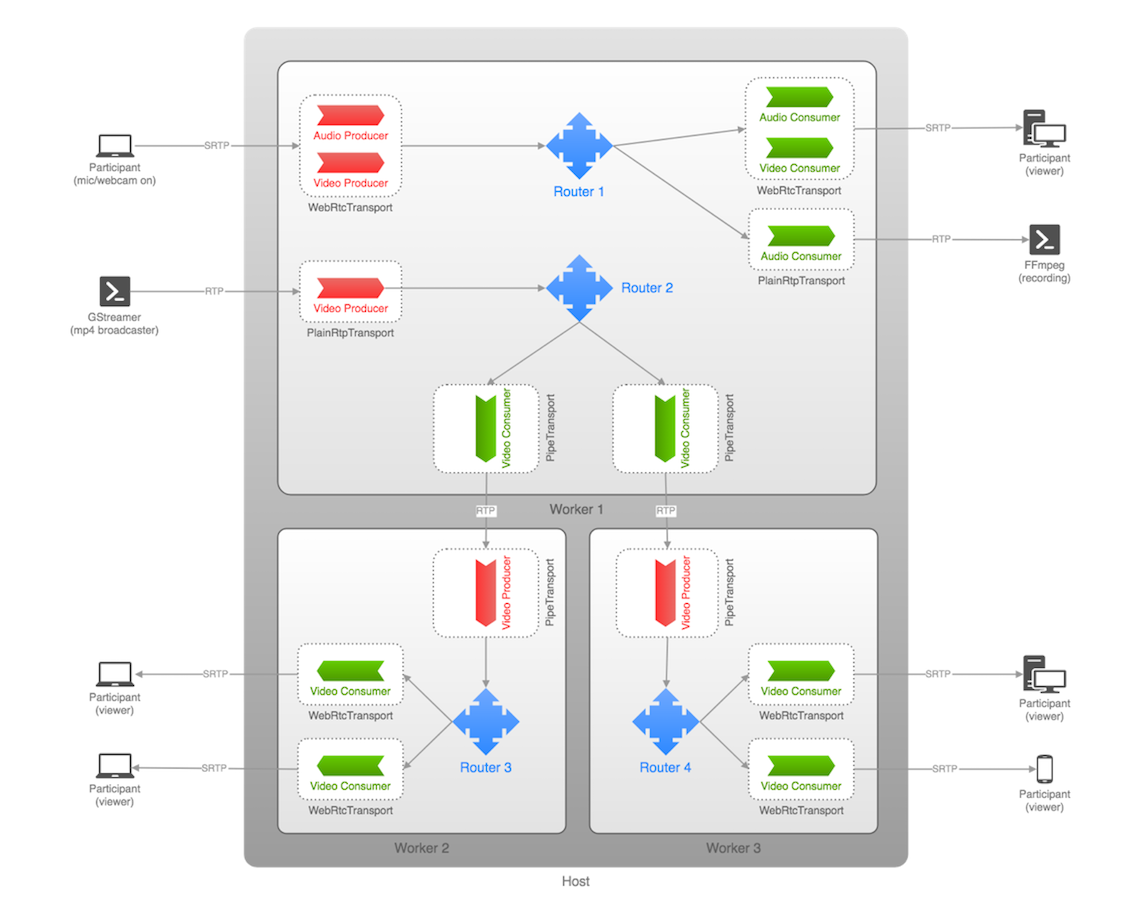 Audio Producer
Video Producer
WebRtcTransport
SRTP
Participant
(mic/webcam on)
Router 1
Audio Consumer
Video Consumer
WebRtcTransport
SRTP
Participant
(viewer)
Audio Consumer
PlainRtpTransport
RTP
FFmpeg
(recording)
GStreamer
(mp4 broadcaster)
RTP
Video Producer
PlainRtpTransport
Router 2
Video Consumer
PipeTransport
Video Consumer
PipeTransport
RTP
RTP
Worker 1
Video Producer
PipeTransport
Video Producer
PipeTransport
Participant
(viewer)
SRTP
Video Consumer
WebRtcTransport
Participant
(viewer)
SRTP
Video Consumer
WebRtcTransport
Router 3
Router 4
Video Consumer
WebRtcTransport
SRTP
Participant
(viewer)
Video Consumer
WebRtcTransport
SRTP
Participant
(viewer)
Worker 2
Worker 3
Host